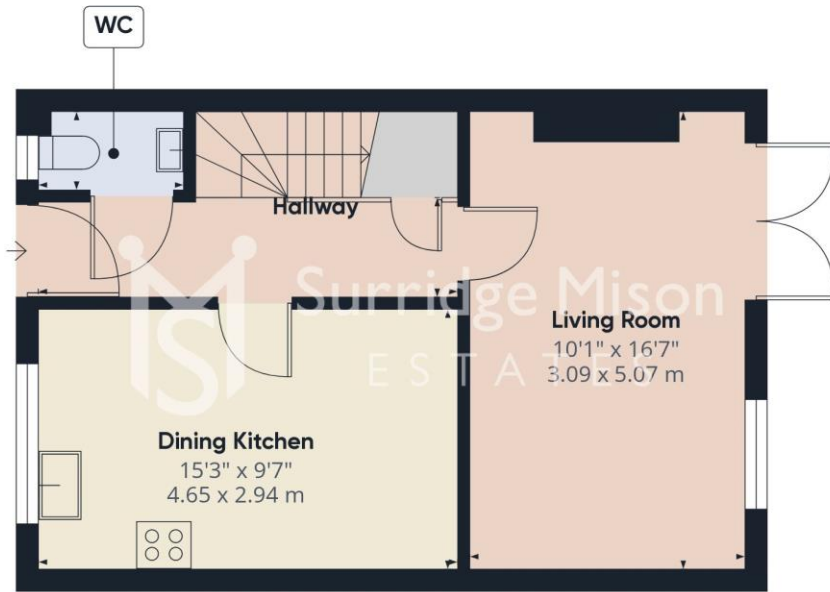 WC
Hallway
Surridge Mison
ESTATES
Living Room
10'1" x 16'7"
3.09 x 5.07 m
Dining Kitchen
15'3" x 9'7"
4.65 x 2.94 m